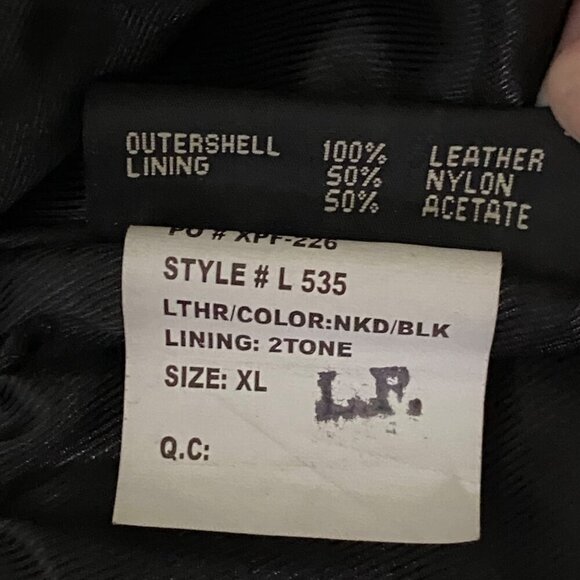 OUTERSHELL 100% LEATHER
LINING 50% NYLON
50% ACETATE
PO # XPF-226
STYLE # L 535
LTHR/COLOR:NKD/BLK
LINING: 2TONE
SIZE: XL L.F.
Q.C: